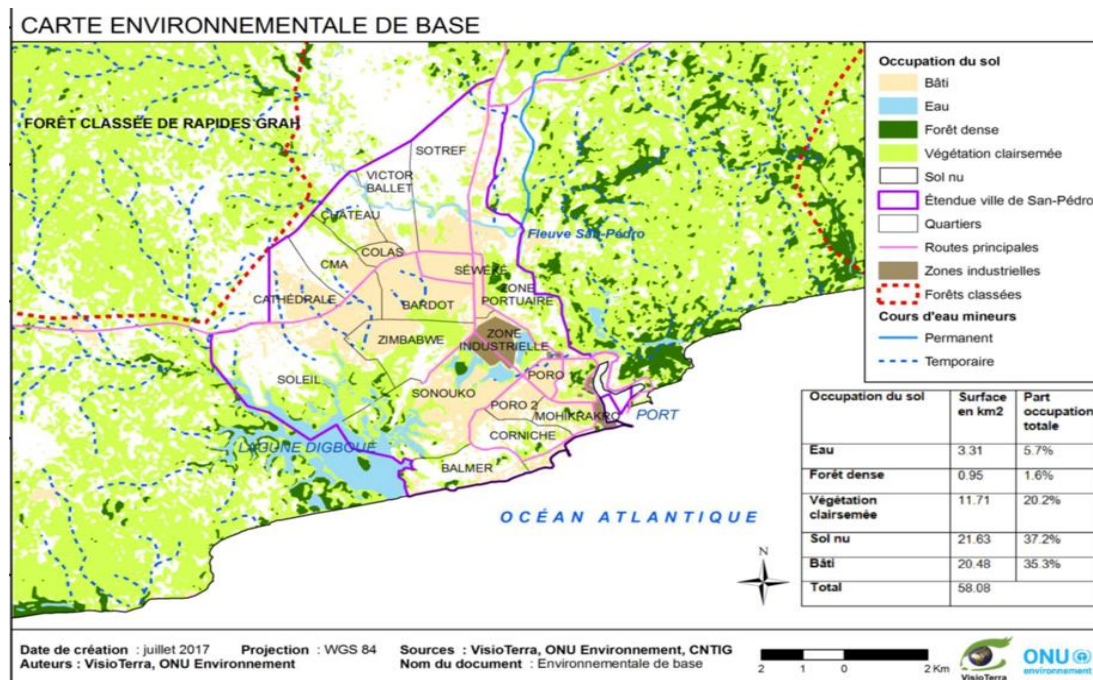 CARTE ENVIRONNEMENTALE DE BASE
FORÊT CLASSÉE DE RAPIDES GRAH
SOTREF
VICTOR
BALLET
CHÂTEAU
Fleuve San-Pédro
COLAS
CMA
SÉWÉKÉ
CATHÉDRALE
BARDOT
ZONE
PORTUAIRE
ZIMBABWE
ZONE
INDUSTRIELLE
SOLEIL
PORO
SONOUKO
PORO 2
MOHIKRAKRO
PORT
CORNICHE
LAGUNE DIGBOUÉ
BALMER
OCÉAN ATLANTIQUE
N
Occupation du sol
Bâti
Eau
Forêt dense
Végétation clairsemée
Sol nu
Étendue ville de San-Pédro
Quartiers
Routes principales
Zones industrielles
Forêts classées
Cours d'eau mineurs
Permanent
Temporaire
Occupation du sol Surface en km2 Part occupation totale
Eau 3.31 5.7%
Forêt dense 0.95 1.6%
Végétation clairsemée 11.71 20.2%
Sol nu 21.63 37.2%
Bâti 20.48 35.3%
Total 58.08
Date de création : juillet 2017 Projection : WGS 84 Sources : VisioTerra, ONU Environnement, CNTIG
Auteurs : VisioTerra, ONU Environnement Nom du document : Environnementale de base
2 1 0 2 Km
VisioTerra
ONU
environnement